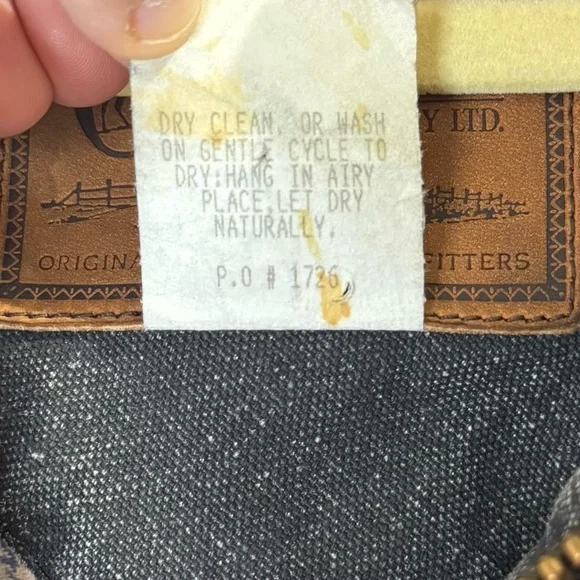 DRY CLEAN, OR WASH
ON GENTLE CYCLE TO
DRY:HANG IN AIRY
PLACE,LET DRY
NATURALLY.
P.O # 1726
Y LTD.
ORIGINA
FITTERS